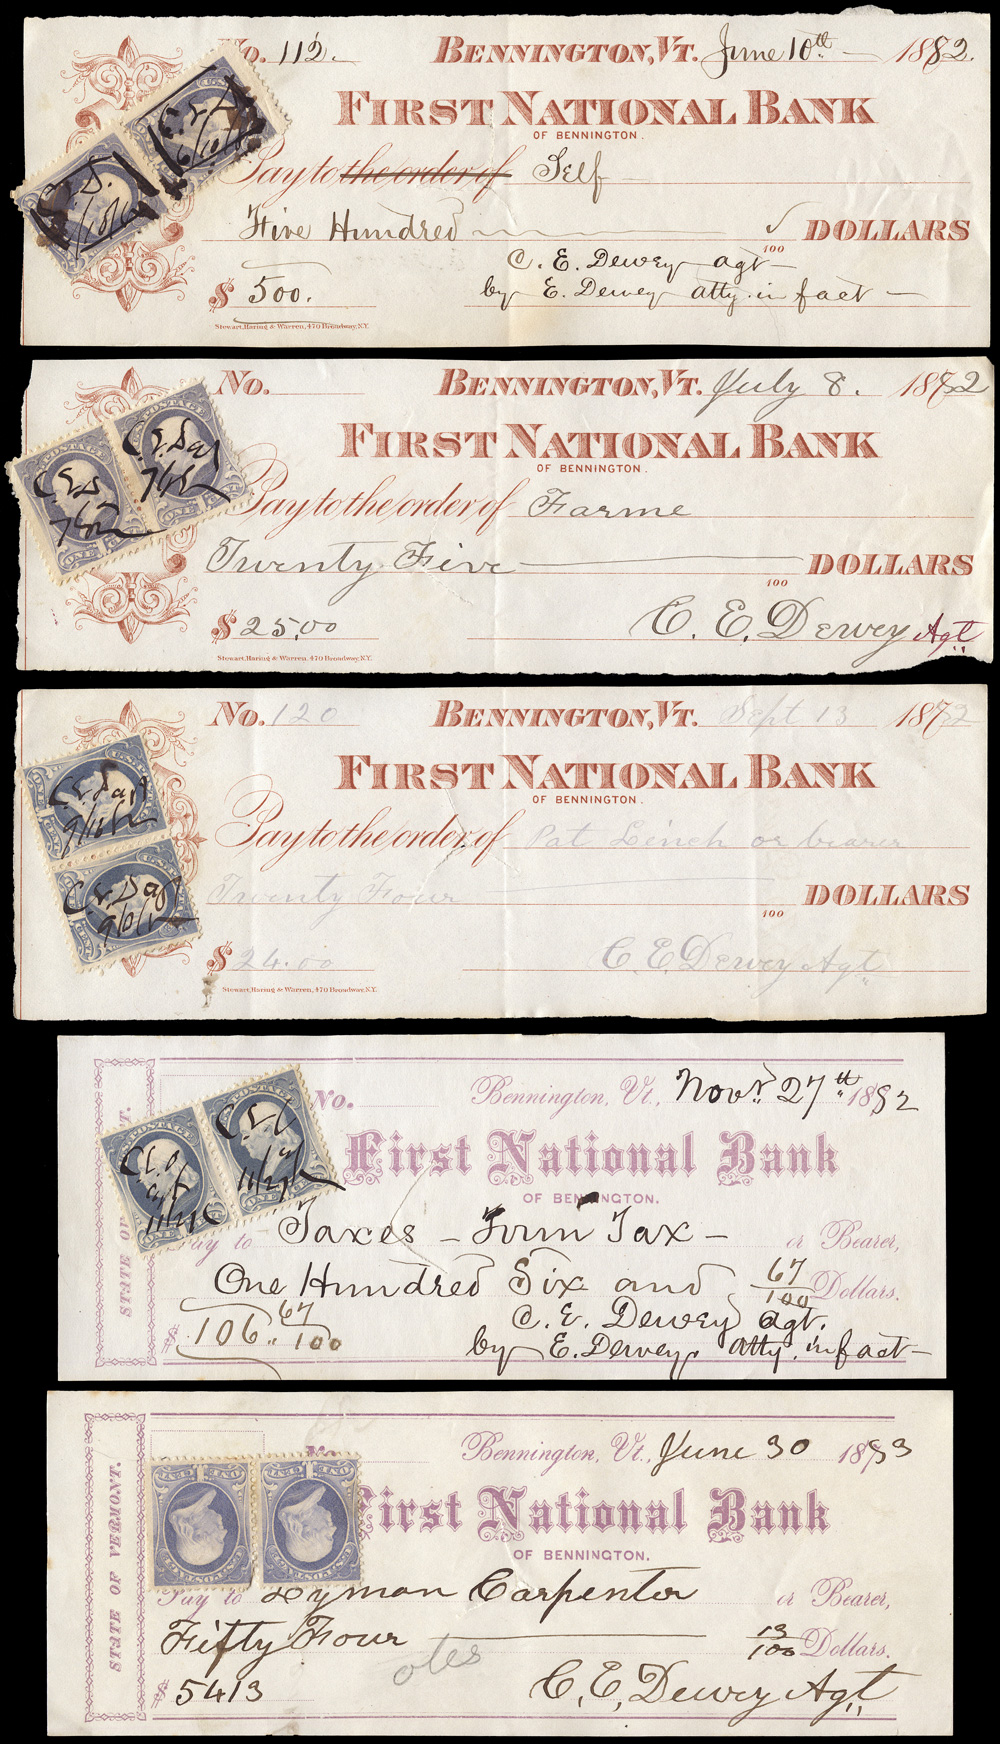 No. 112. BENNINGTON, VT. June 10th 1882.
FIRST NATIONAL BANK
OF BENNINGTON.
Pay to the order of Self
Five Hundred DOLLARS
100
C. E. Dewey agt
$ 500. by E. Dewey atty. in fact
Stewart, Haring & Warren, 470 Broadway, N.Y.
No. BENNINGTON, VT. July 8. 1882
C. E. Dewey
FIRST NATIONAL BANK
OF BENNINGTON.
Pay to the order of Farme
Twenty Five DOLLARS
100
$ 25.00 C. E. Dewey Agt
Stewart, Haring & Warren, 470 Broadway, N.Y.
No. 120 BENNINGTON, VT. Sept 13 1882
FIRST NATIONAL BANK
OF BENNINGTON.
Pay to the order of Pat Linch or bearer
Twenty Four DOLLARS
100
$ 24.00 C. E. Dewey Agt
Stewart, Haring & Warren, 470 Broadway, N.Y.
STATE OF
No. Bennington, Vt., Novr. 27th 1882
First National Bank
OF BENNINGTON.
Pay to Taxes - Town Tax - or Bearer,
One Hundred Six and 67/100 Dollars.
C. E. Dewey agt.
$ 106. 67/100 by E. Dewey, atty. in fact
STATE OF VERMONT.
No. Bennington, Vt., June 30 1883
First National Bank
OF BENNINGTON.
Pay to Lyman Carpenter or Bearer,
Fifty Four 13/100 Dollars.
$ 5413 C. E. Dewey Agt